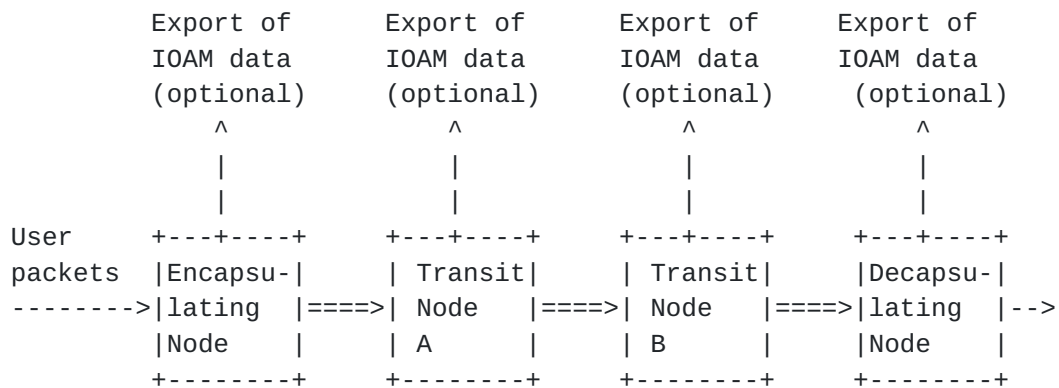 Export of Export of Export of Export of
IOAM data IOAM data IOAM data IOAM data
(optional) (optional) (optional) (optional)
User
packets |Encapsu-| | Transit| | Transit| |Decapsu-|
-------->|lating |====>| Node |====>| Node |====>|lating |-->
|Node | | A | | B | |Node |